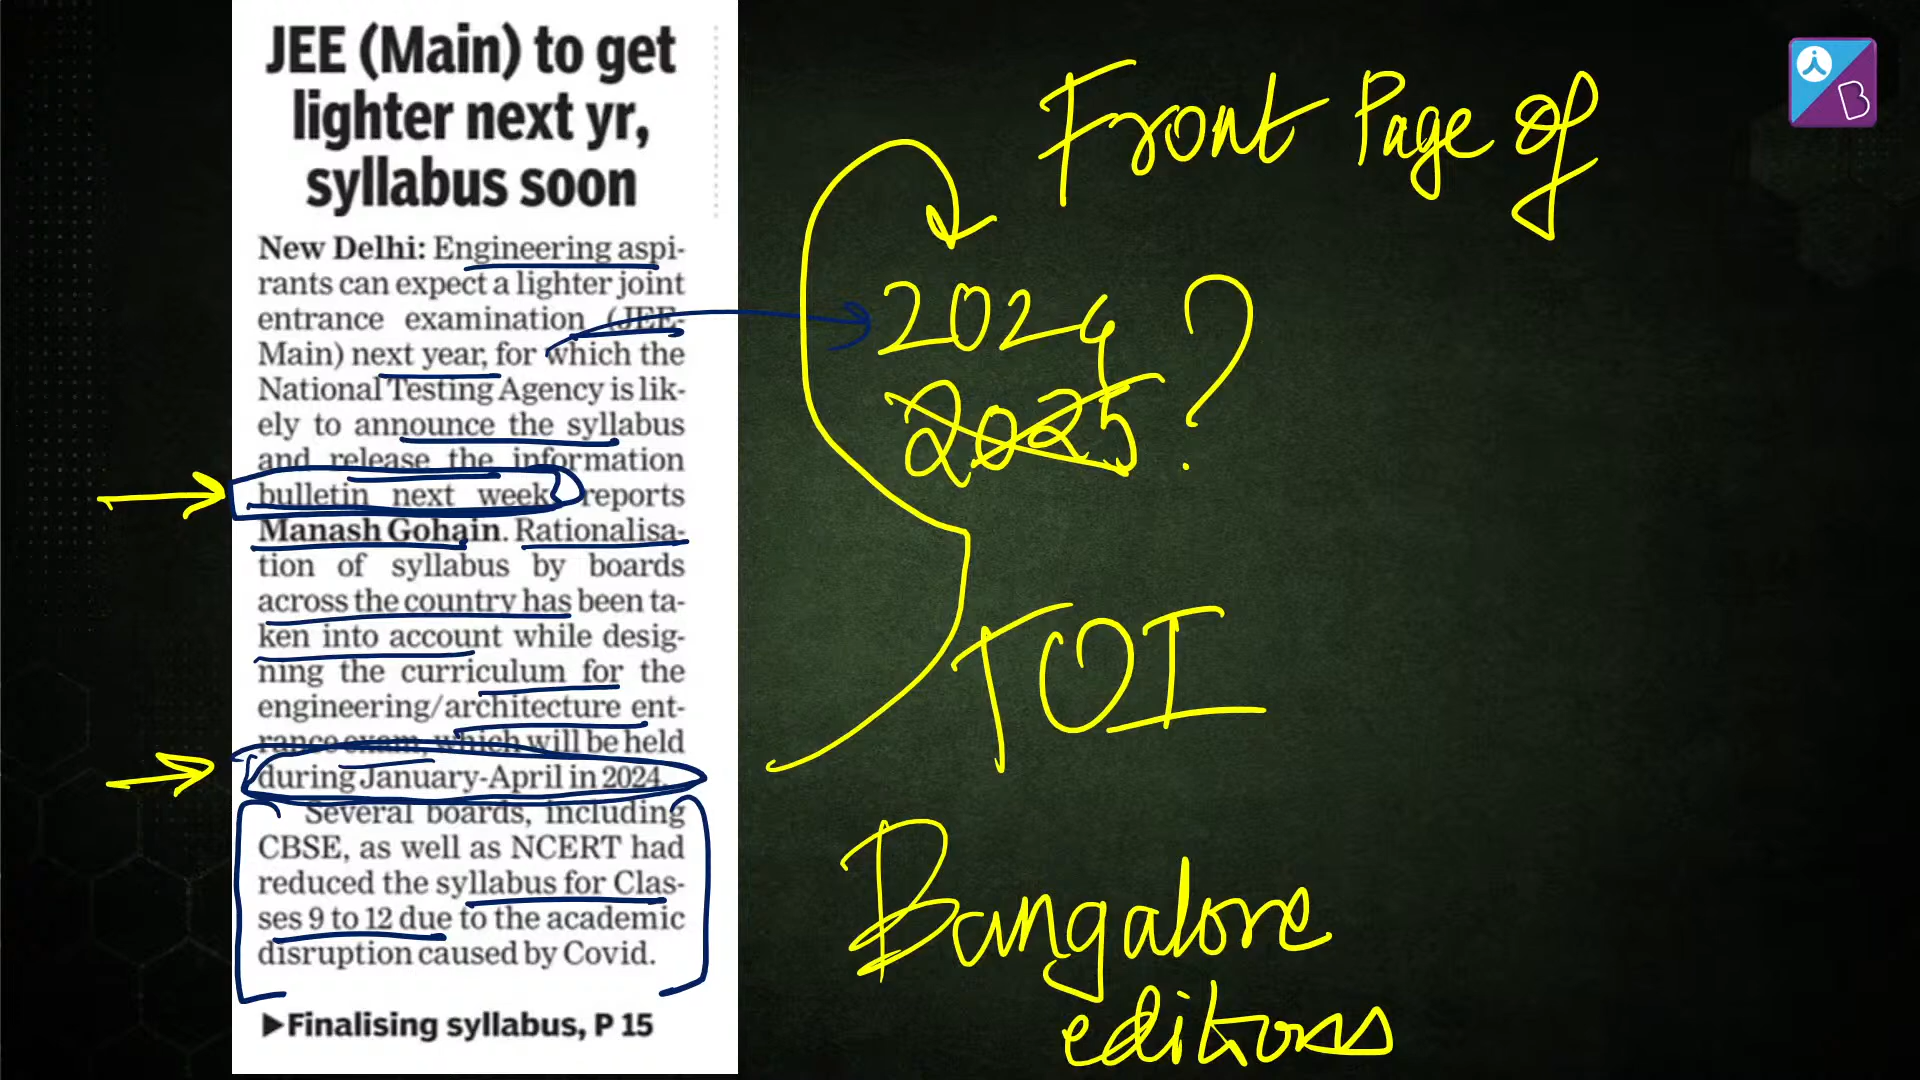 JEE (Main) to get
lighter next yr,
syllabus soon
New Delhi: Engineering aspi-
rants can expect a lighter joint
entrance examination (JEE-
Main) next year, for which the
National Testing Agency is lik-
ely to announce the syllabus
and release the information
bulletin next week, reports
Manash Gohain. Rationalisa-
tion of syllabus by boards
across the country has been ta-
ken into account while desig-
ning the curriculum for the
engineering/architecture ent-
rance exam, which will be held
during January-April in 2024.
Several boards, including
CBSE, as well as NCERT had
reduced the syllabus for Clas-
ses 9 to 12 due to the academic
disruption caused by Covid.
▶Finalising syllabus, P 15
Front Page of
2024 ?
2025
TOI
Bangalore
editions
B